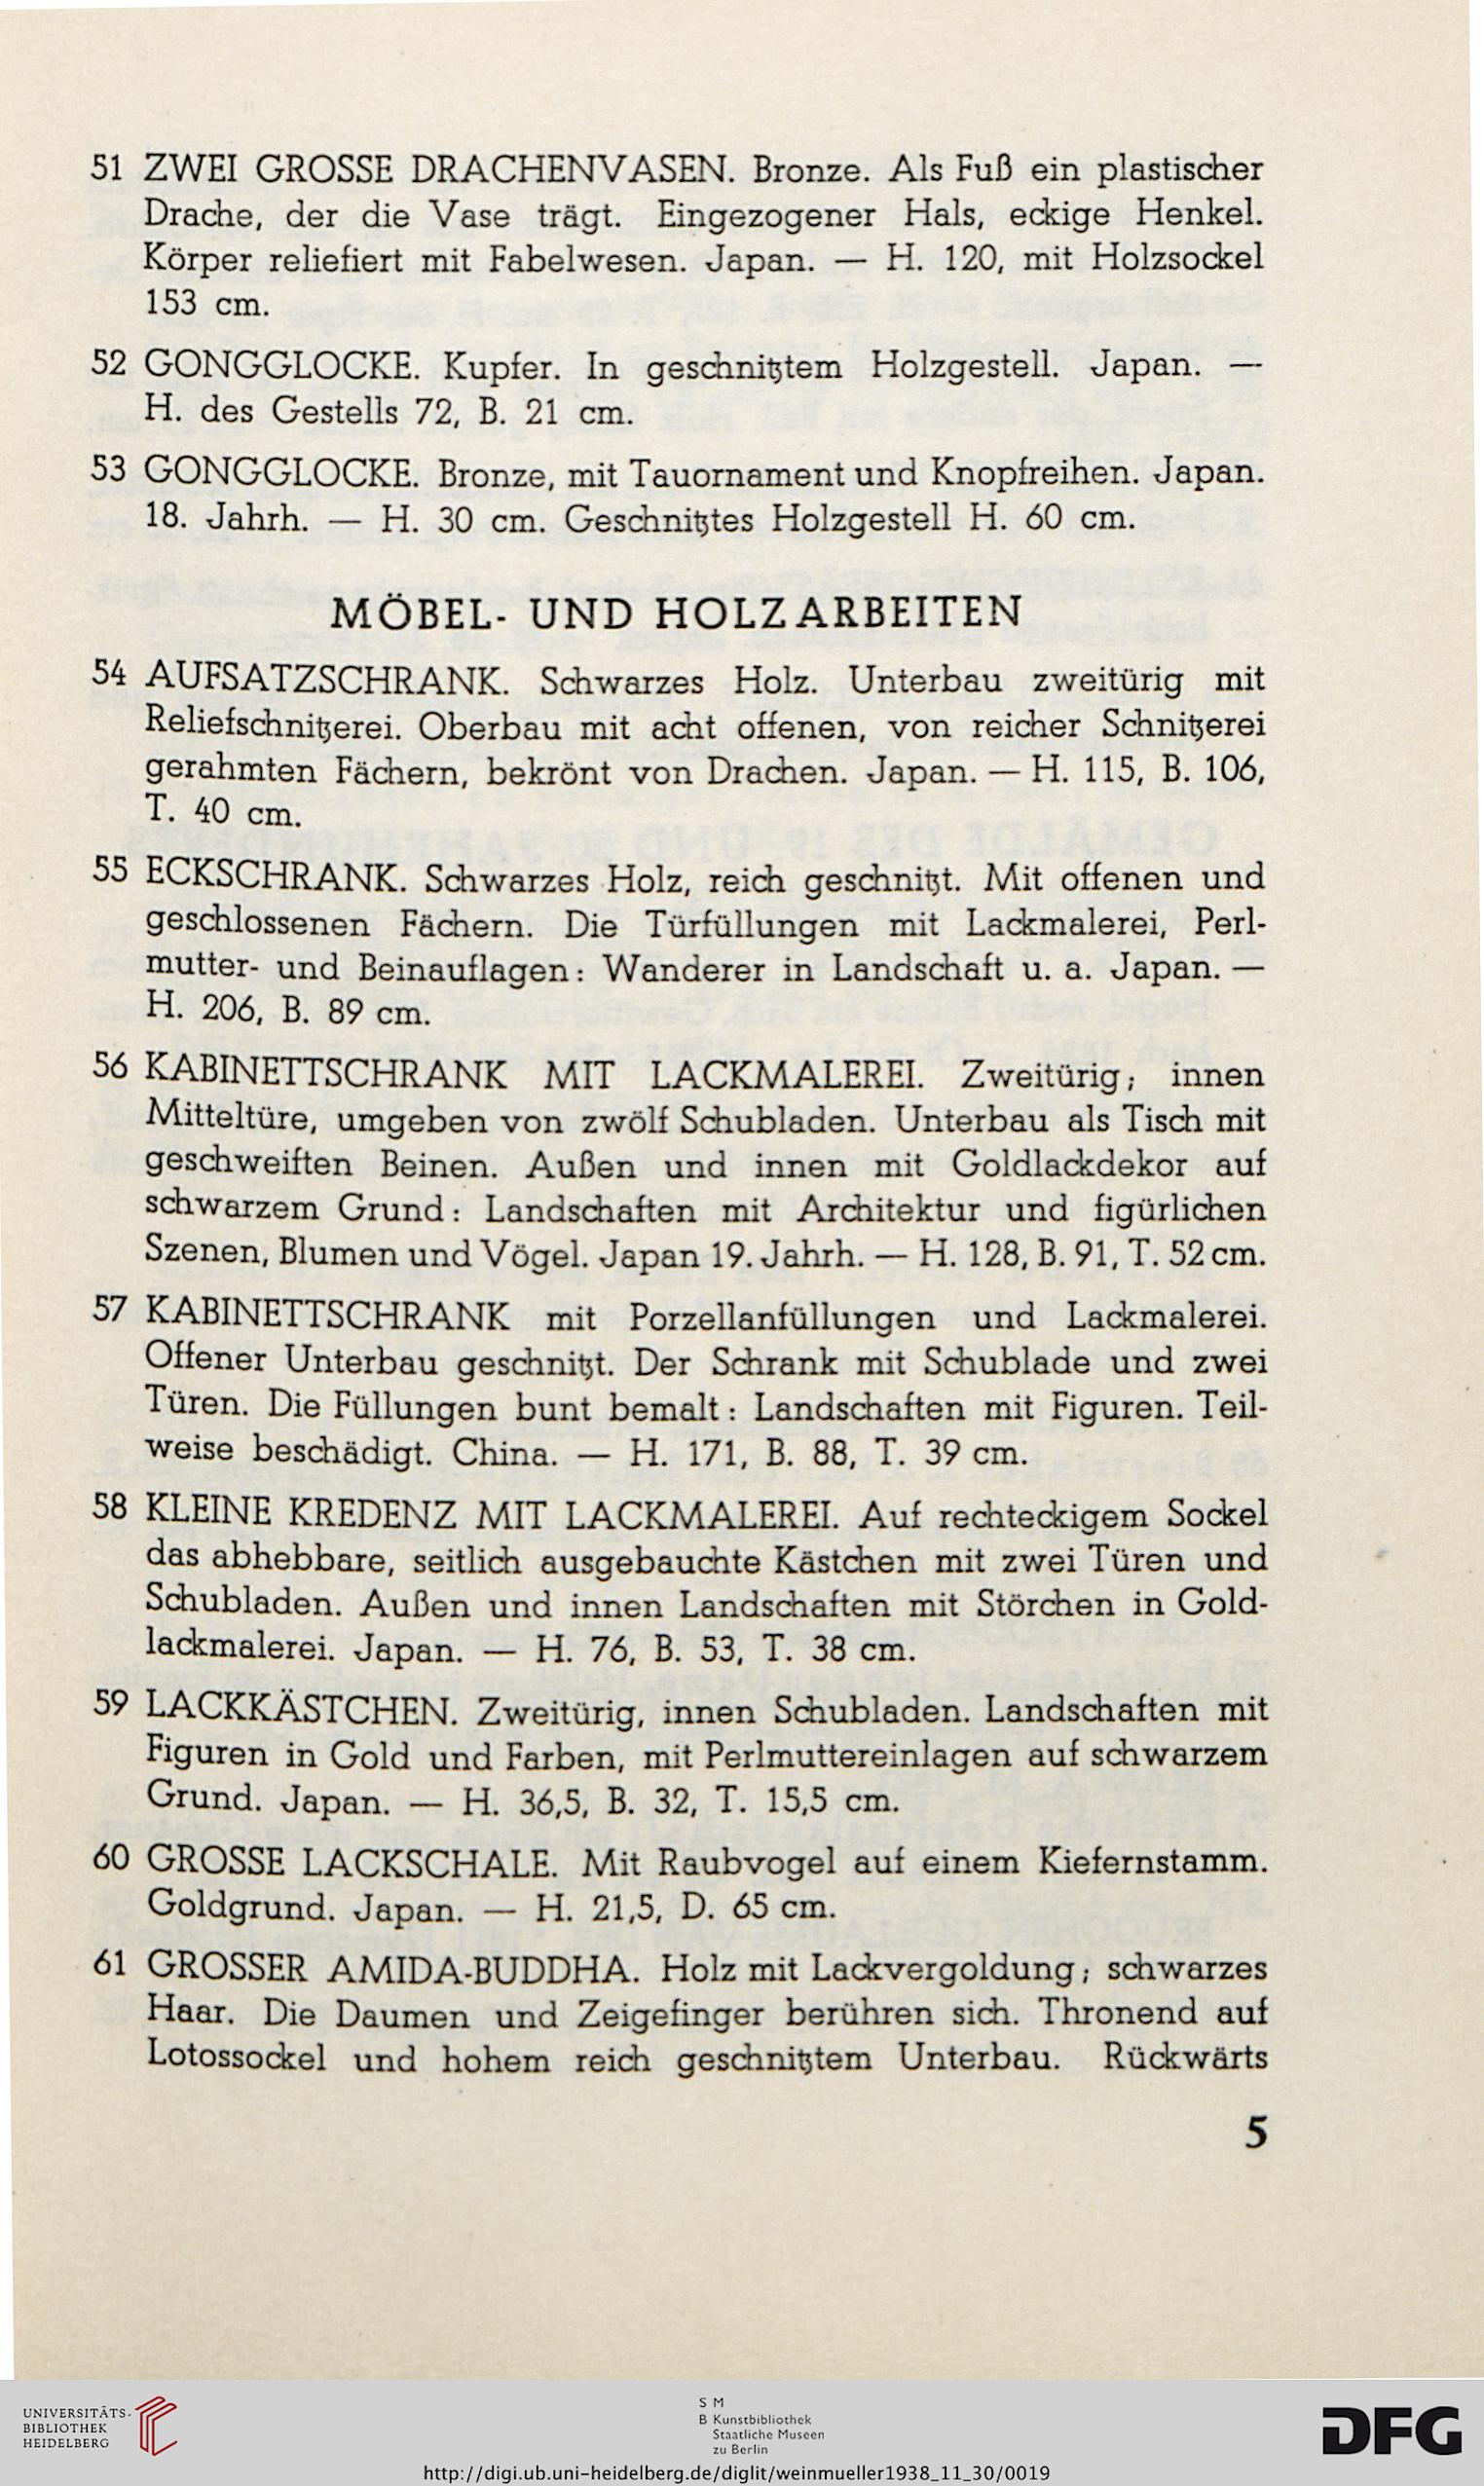 51 ZWEI GROSSE DRACHENVASEN. Bronze. Als Fuß ein plastischer
Drache, der die Vase trägt. Eingezogener Hals, eckige Henkel.
Körper reliefiert mit Fabelwesen. Japan. — H. 120, mit Holzsockel
153 cm.
52 GONGGLOCKE. Kupfer. In geschnitztem Holzgestell. Japan. —
H. des Gestells 72, B. 21 cm.
53 GONGGLOCKE. Bronze, mit Tauornament und Knopfreihen. Japan.
18. Jahrh. — H. 30 cm. Geschnitztes Holzgestell H. 60 cm.
MÖBEL- UND HOLZARBEITEN
54 AUFSATZSCHRANK. Schwarzes Holz. Unterbau zweitürig mit
Reliefschnitzerei. Oberbau mit acht offenen, von reicher Schnitzerei
gerahmten Fächern, bekrönt von Drachen. Japan. — H. 115, B. 106,
T. 40 cm.
55 ECKSCHRANK. Schwarzes Holz, reich geschnitzt. Mit offenen und
geschlossenen Fächern. Die Türfüllungen mit Lackmalerei, Perl-
mutter- und Beinauflagen: Wanderer in Landschaft u. a. Japan. —
H. 206, B. 89 cm.
56 KABINETTSCHRANK MIT LACKMALEREI. Zweitürig; innen
Mitteltüre, umgeben von zwölf Schubladen. Unterbau als Tisch mit
geschweiften Beinen. Außen und innen mit Goldlackdekor auf
schwarzem Grund: Landschaften mit Architektur und figürlichen
Szenen, Blumen und Vögel. Japan 19. Jahrh. — H. 128, B. 91, T. 52 cm.
57 KABINETTSCHRANK mit Porzellanfüllungen und Lackmalerei.
Offener Unterbau geschnitzt. Der Schrank mit Schublade und zwei
Türen. Die Füllungen bunt bemalt: Landschaften mit Figuren. Teil-
weise beschädigt. China. — H. 171, B. 88, T. 39 cm.
58 KLEINE KREDENZ MIT LACKMALEREI. Auf rechteckigem Sockel
das abhebbare, seitlich ausgebauchte Kästchen mit zwei Türen und
Schubladen. Außen und innen Landschaften mit Störchen in Gold-
lackmalerei. Japan. — H. 76, B. 53, T. 38 cm.
59 LACKKÄSTCHEN. Zweitürig, innen Schubladen. Landschaften mit
Figuren in Gold und Farben, mit Perlmuttereinlagen auf schwarzem
Grund. Japan. — H. 36,5, B. 32, T. 15,5 cm.
60 GROSSE LACKSCHALE. Mit Raubvogel auf einem Kiefernstamm.
Goldgrund. Japan. — H. 21,5, D. 65 cm.
61 GROSSER AMIDA-BUDDHA. Holz mit Lackvergoldung; schwarzes
Haar. Die Daumen und Zeigefinger berühren sich. Thronend auf
Lotossockel und hohem reich geschnitztem Unterbau. Rückwärts
5
UNIVERSITÄTS-
BIBLIOTHEK
HEIDELBERG
S M
B Kunstbibliothek
Staatliche Museen
zu Berlin
DFG
http://digi.ub.uni-heidelberg.de/diglit/weinmueller1938_11_30/0019